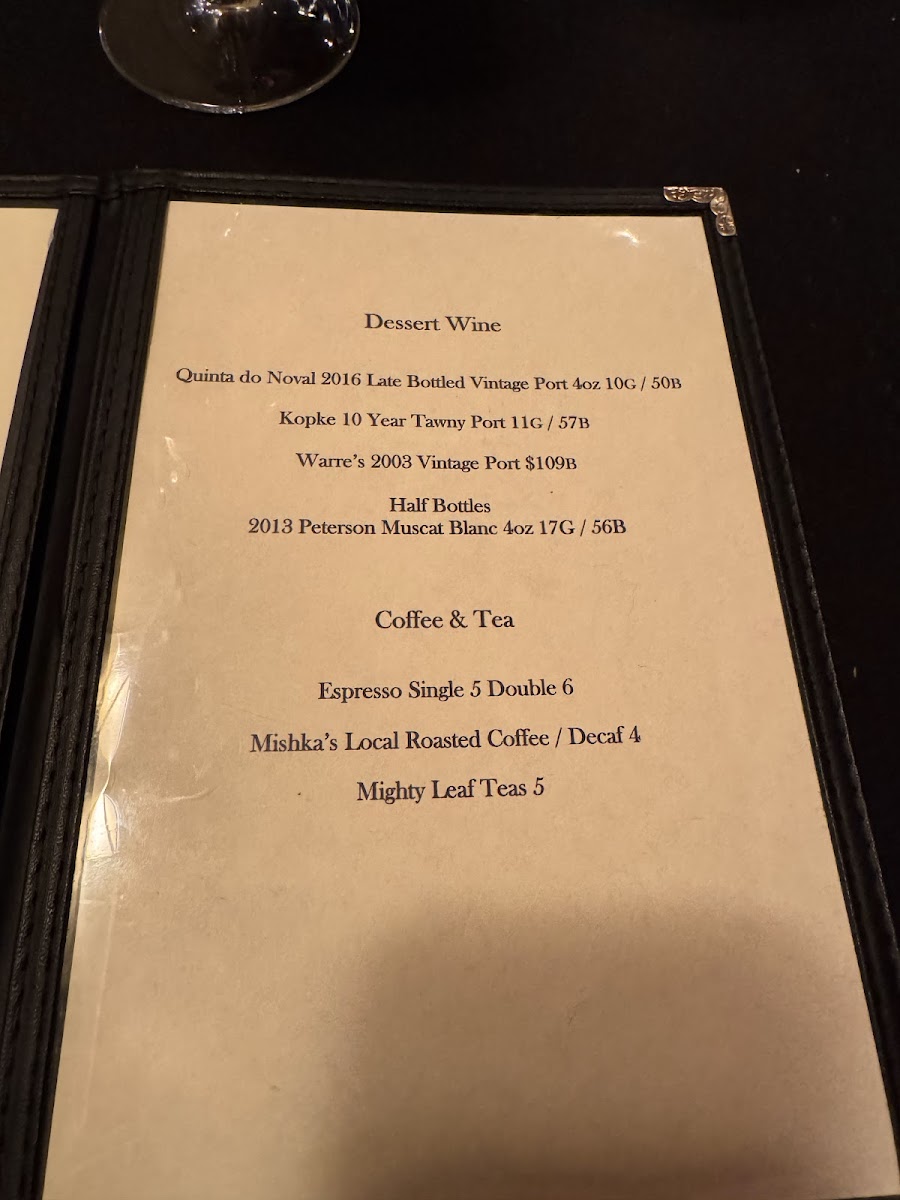 Dessert Wine
Quinta do Noval 2016 Late Bottled Vintage Port 4oz 10G / 50B
Kopke 10 Year Tawny Port 11G / 57B
Warre's 2003 Vintage Port $109B
Half Bottles
2013 Peterson Muscat Blanc 4oz 17G / 56B
Coffee & Tea
Espresso Single 5 Double 6
Mishka's Local Roasted Coffee / Decaf 4
Mighty Leaf Teas 5